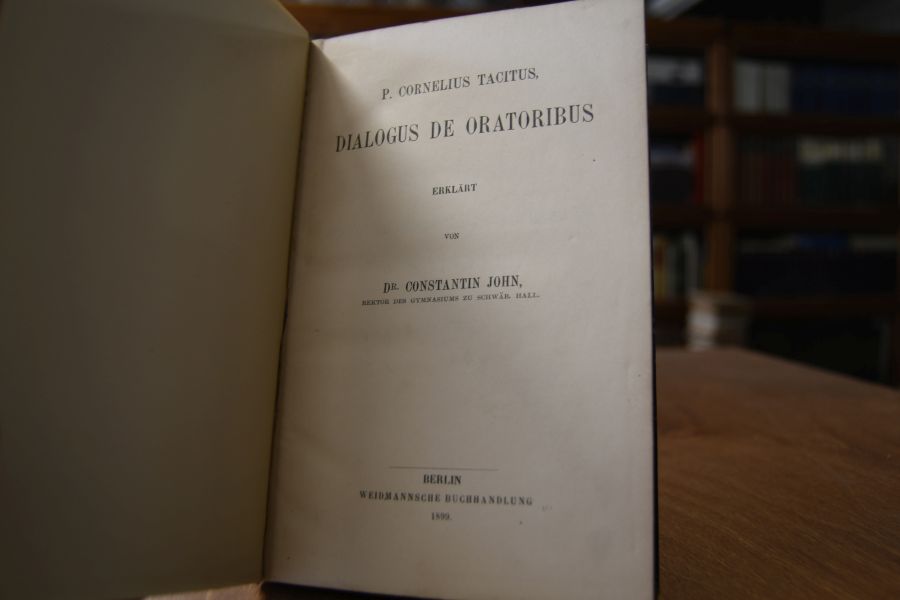 P. CORNELIUS TACITUS,
DIALOGUS DE ORATORIBUS
ERKLÄRT
VON
DR. CONSTANTIN JOHN,
REKTOR DES GYMNASIUMS ZU SCHWÄB. HALL.
BERLIN
WEIDMANNSCHE BUCHHANDLUNG
1899.